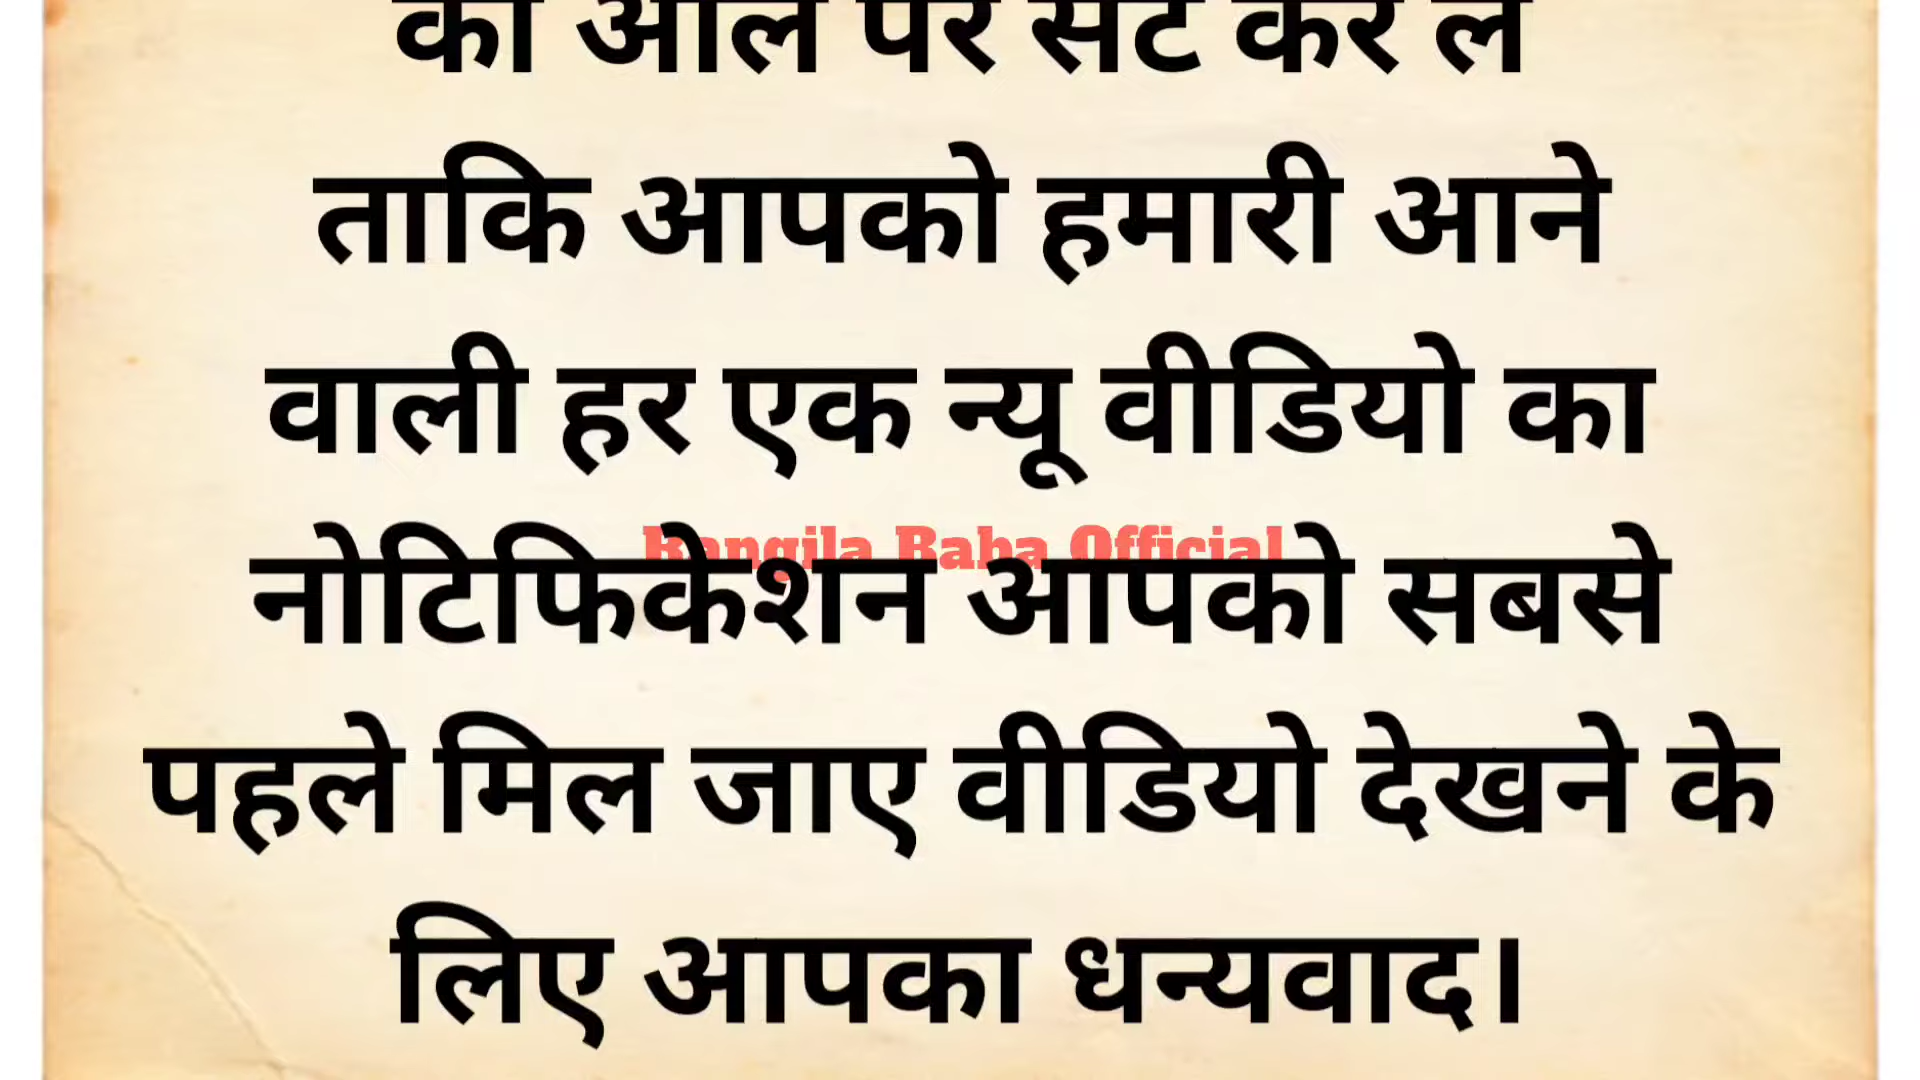 को ऑल पर सेट कर लें
ताकि आपको हमारी आने
वाली हर एक न्यू वीडियो का
Rangila Baba Official
नोटिफिकेशन आपको सबसे
पहले मिल जाए वीडियो देखने के
लिए आपका धन्यवाद।